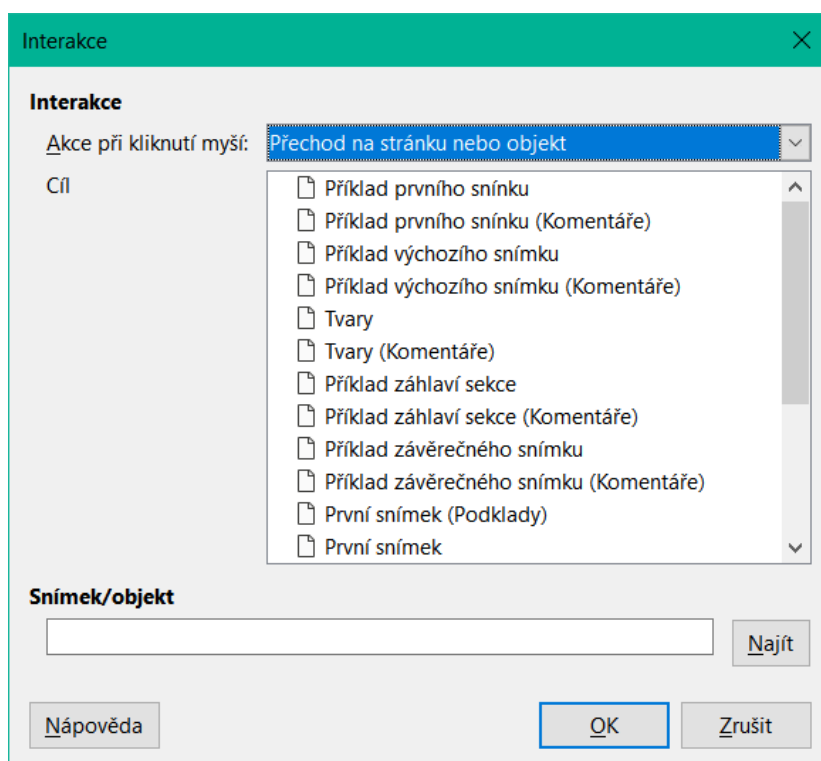 Interakce
Interakce
Akce při kliknutí myší: Přechod na stránku nebo objekt
Cíl
Příklad prvního snínku
Příklad prvního snínku (Komentáře)
Příklad výchozího snímku
Příklad výchozího snímku (Komentáře)
Tvary
Tvary (Komentáře)
Příklad záhlaví sekce
Příklad záhlaví sekce (Komentáře)
Příklad závěrečného snímku
Příklad závěrečného snímku (Komentáře)
První snímek (Podklady)
První snímek
Snímek/objekt
Najít
Nápověda OK Zrušit